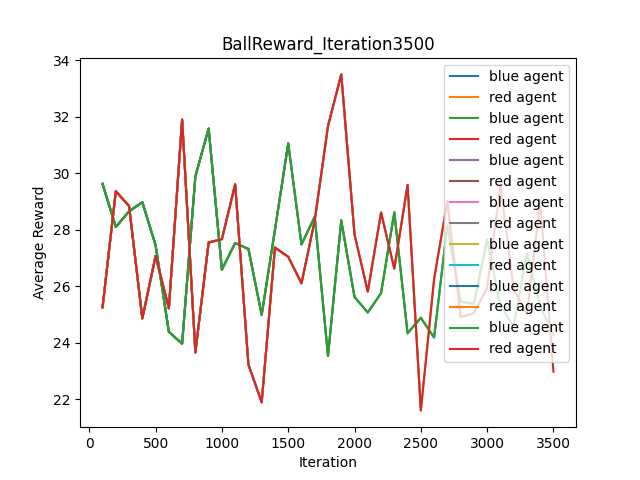 BallReward_Iteration3500
34
32
30
28
26
24
22
Average Reward
0
500
1000
1500
2000
2500
3000
3500
Iteration
blue agent
red agent
blue agent
red agent
blue agent
red agent
blue agent
red agent
blue agent
red agent
blue agent
red agent
blue agent
red agent